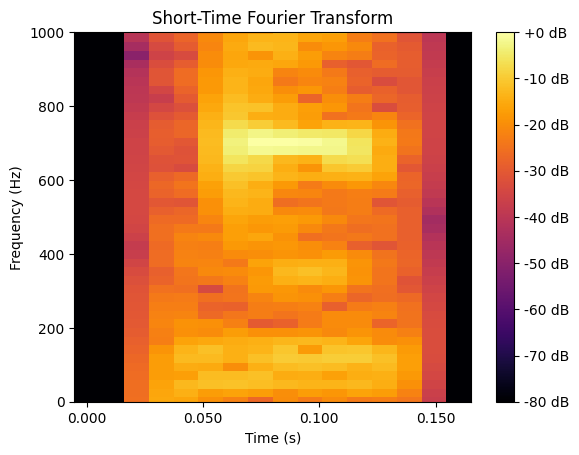 Short-Time Fourier Transform
1000
800
600
400
200
0
Frequency (Hz)
0.000
0.050
0.100
0.150
Time (s)
+0 dB
-10 dB
-20 dB
-30 dB
-40 dB
-50 dB
-60 dB
-70 dB
-80 dB